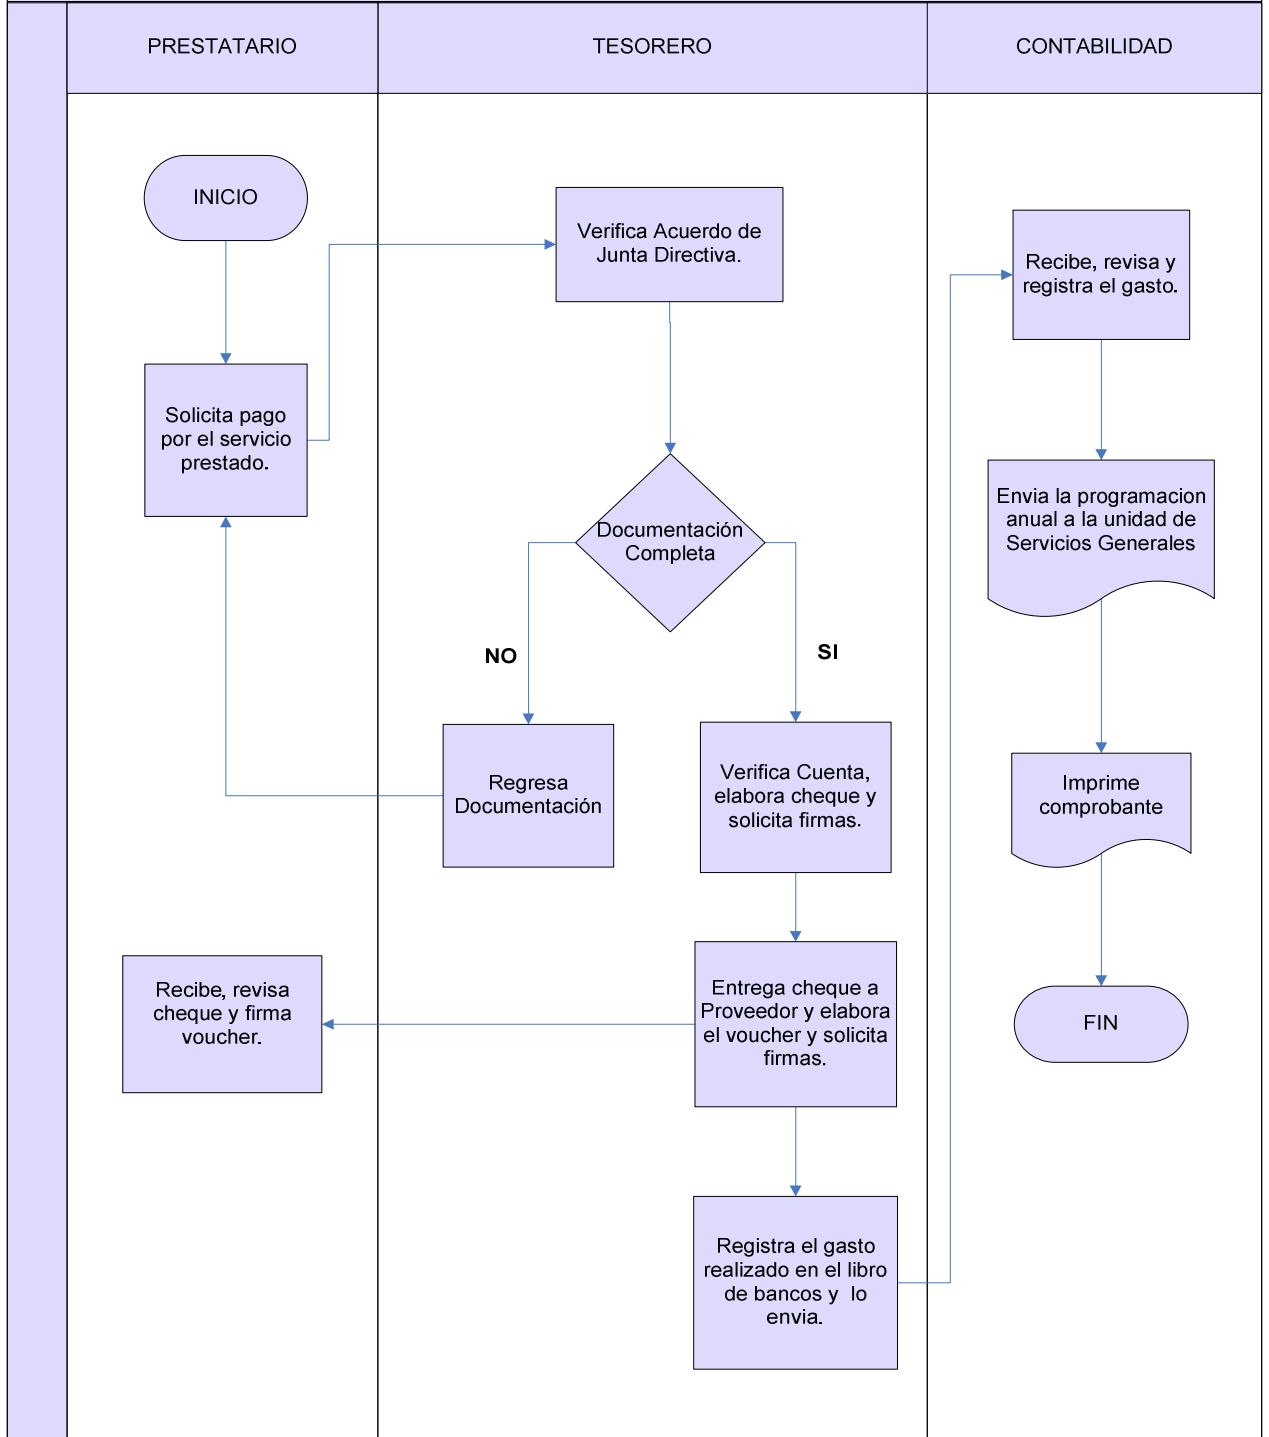 PRESTATARIO
TESORERO
CONTABILIDAD
INICIO
Solicita pago
por el servicio
prestado.
Verifica Acuerdo de
Junta Directiva.
Documentación
Completa
NO
SI
Regresa
Documentación
Verifica Cuenta,
elabora cheque y
solicita firmas.
Entrega cheque a
Proveedor y elabora
el voucher y solicita
firmas.
Recibe, revisa
cheque y firma
voucher.
Registra el gasto
realizado en el libro
de bancos y lo
envia.
Recibe, revisa y
registra el gasto.
Envia la programacion
anual a la unidad de
Servicios Generales
Imprime
comprobante
FIN